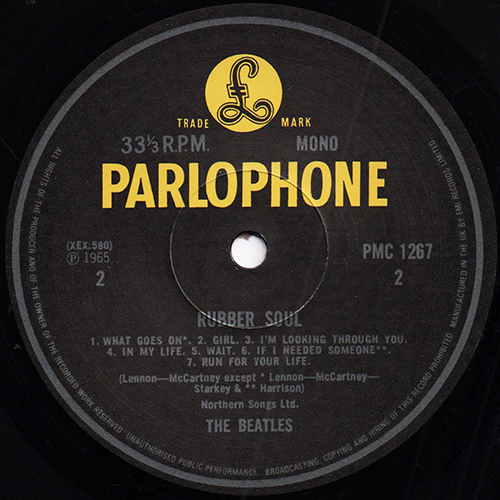 £
TRADE MARK
33⅓ R.P.M. MONO
PARLOPHONE
(XEX.580)
Ⓟ 1965
2
PMC 1267
2
RUBBER SOUL
1. WHAT GOES ON*. 2. GIRL. 3. I'M LOOKING THROUGH YOU.
4. IN MY LIFE. 5. WAIT. 6. IF I NEEDED SOMEONE**.
7. RUN FOR YOUR LIFE.
(Lennon—McCartney except * Lennon—McCartney—
Starkey & ** Harrison)
Northern Songs Ltd.
THE BEATLES
ALL RIGHTS OF THE PRODUCER AND OF THE OWNER OF THE RECORDED WORK RESERVED. UNAUTHORISED PUBLIC PERFORMANCE, BROADCASTING, COPYING AND HIRING OF THIS RECORD PROHIBITED. MANUFACTURED IN THE UK BY EMI RECORDS LIMITED.